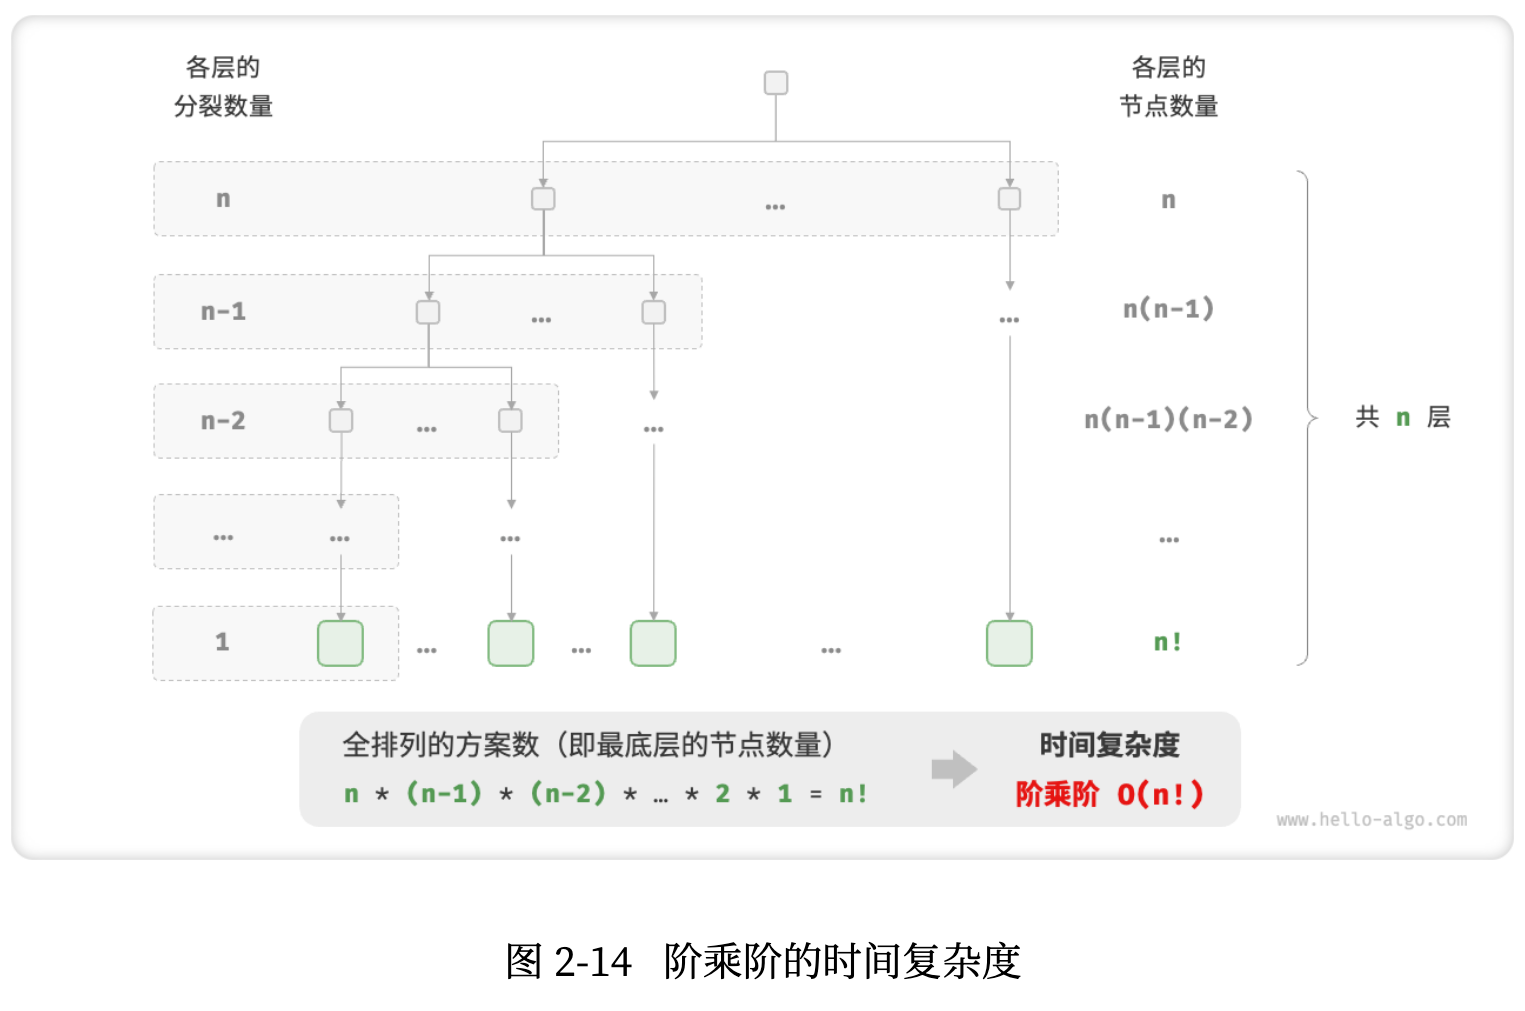 各层的
分裂数量
各层的
节点数量
n
…
n
n-1
…
…
n(n-1)
n-2
…
…
n(n-1)(n-2)
共 n 层
…
…
…
…
1
…
…
…
n!
全排列的方案数（即最底层的节点数量）
n * (n-1) * (n-2) * … * 2 * 1 = n!
时间复杂度
阶乘阶 O(n!)
www.hello-algo.com
图 2-14 阶乘阶的时间复杂度